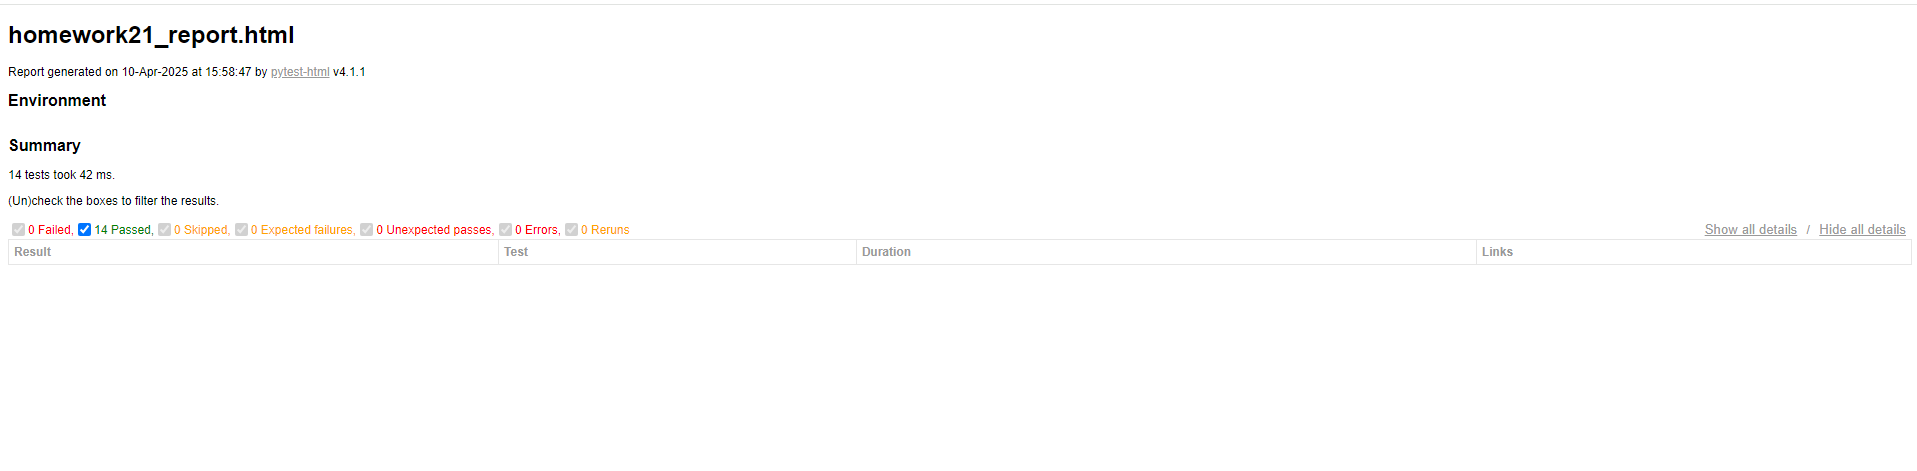 homework21_report.html
Report generated on 10-Apr-2025 at 15:58:47 by pytest-html v4.1.1
Environment
Summary
14 tests took 42 ms.
(Un)check the boxes to filter the results.
0 Failed, 14 Passed, 0 Skipped, 0 Expected failures, 0 Unexpected passes, 0 Errors, 0 Reruns Show all details / Hide all details
Result Test Duration Links